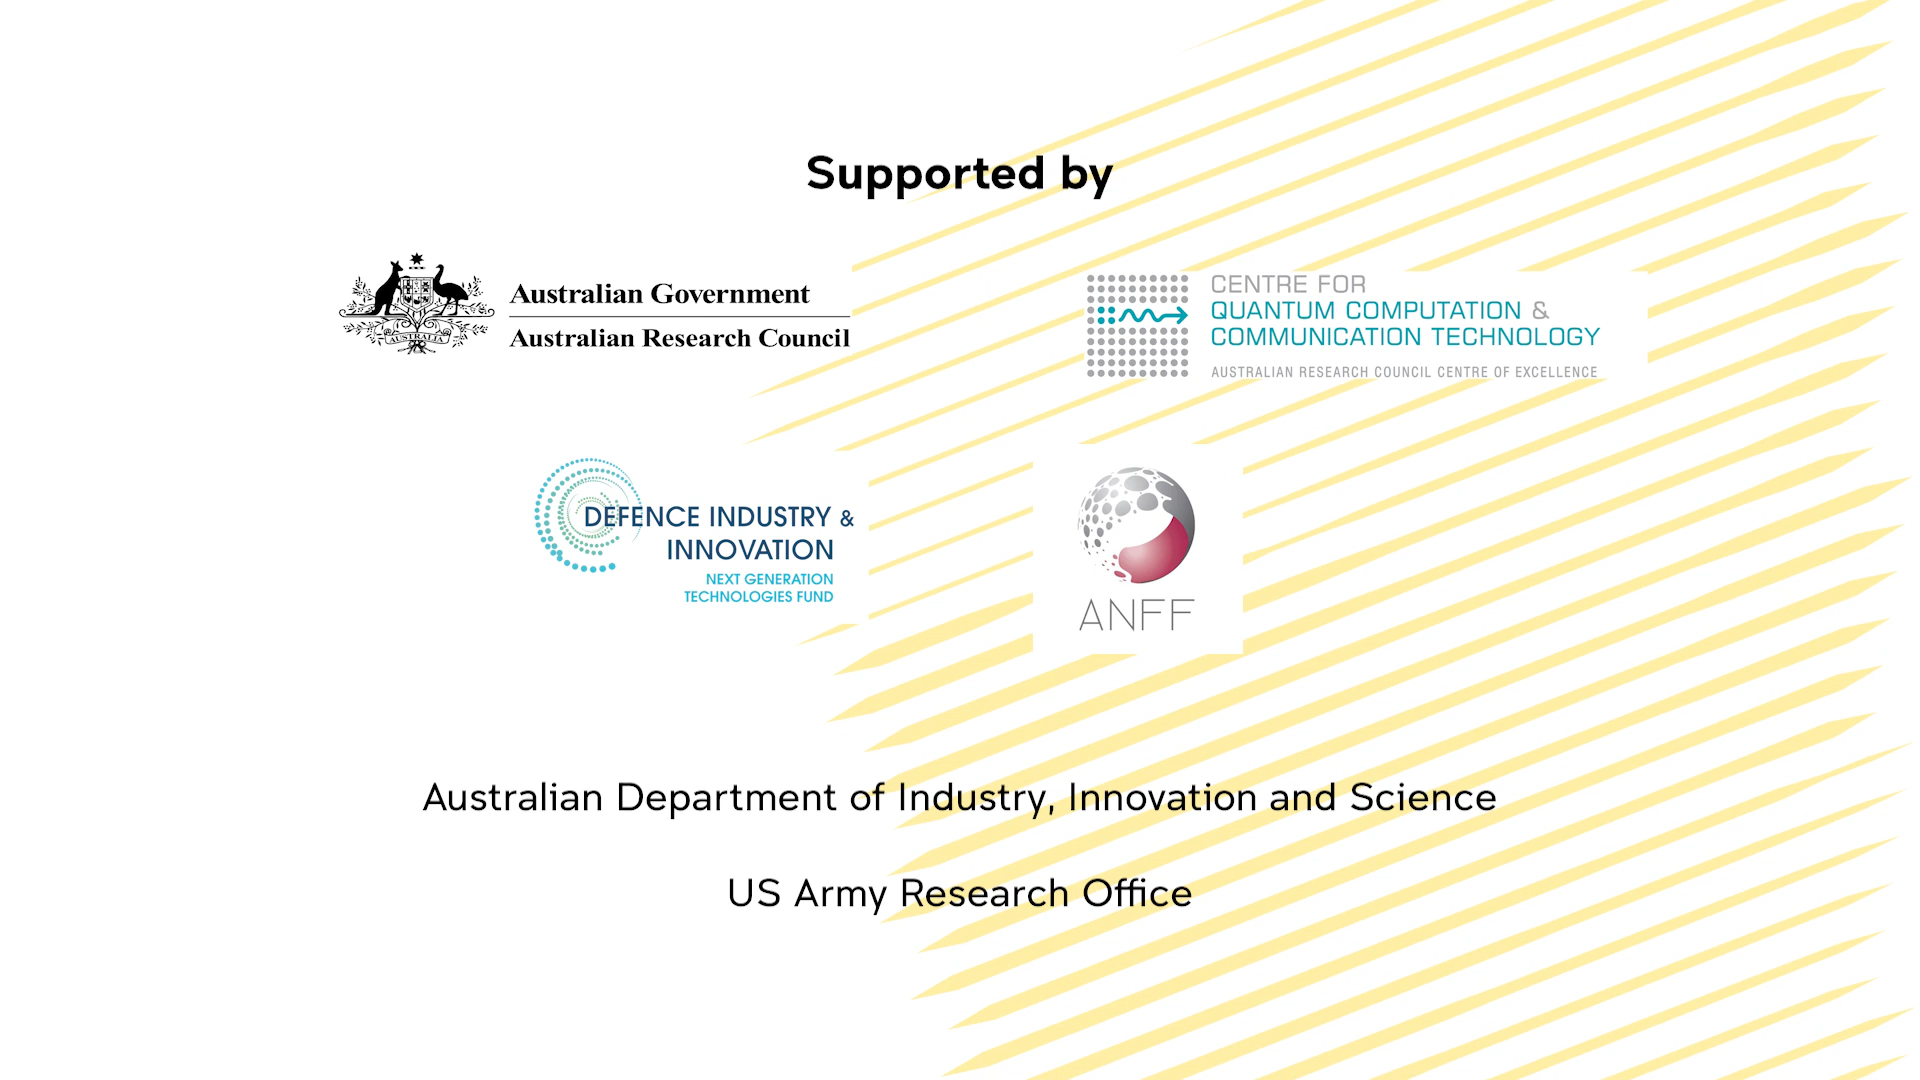 Supported by
Australian Government
Australian Research Council
AUSTRALIA
CENTRE FOR
QUANTUM COMPUTATION &
COMMUNICATION TECHNOLOGY
AUSTRALIAN RESEARCH COUNCIL CENTRE OF EXCELLENCE
DEFENCE INDUSTRY &
INNOVATION
NEXT GENERATION
TECHNOLOGIES FUND
ANFF
Australian Department of Industry, Innovation and Science
US Army Research Office